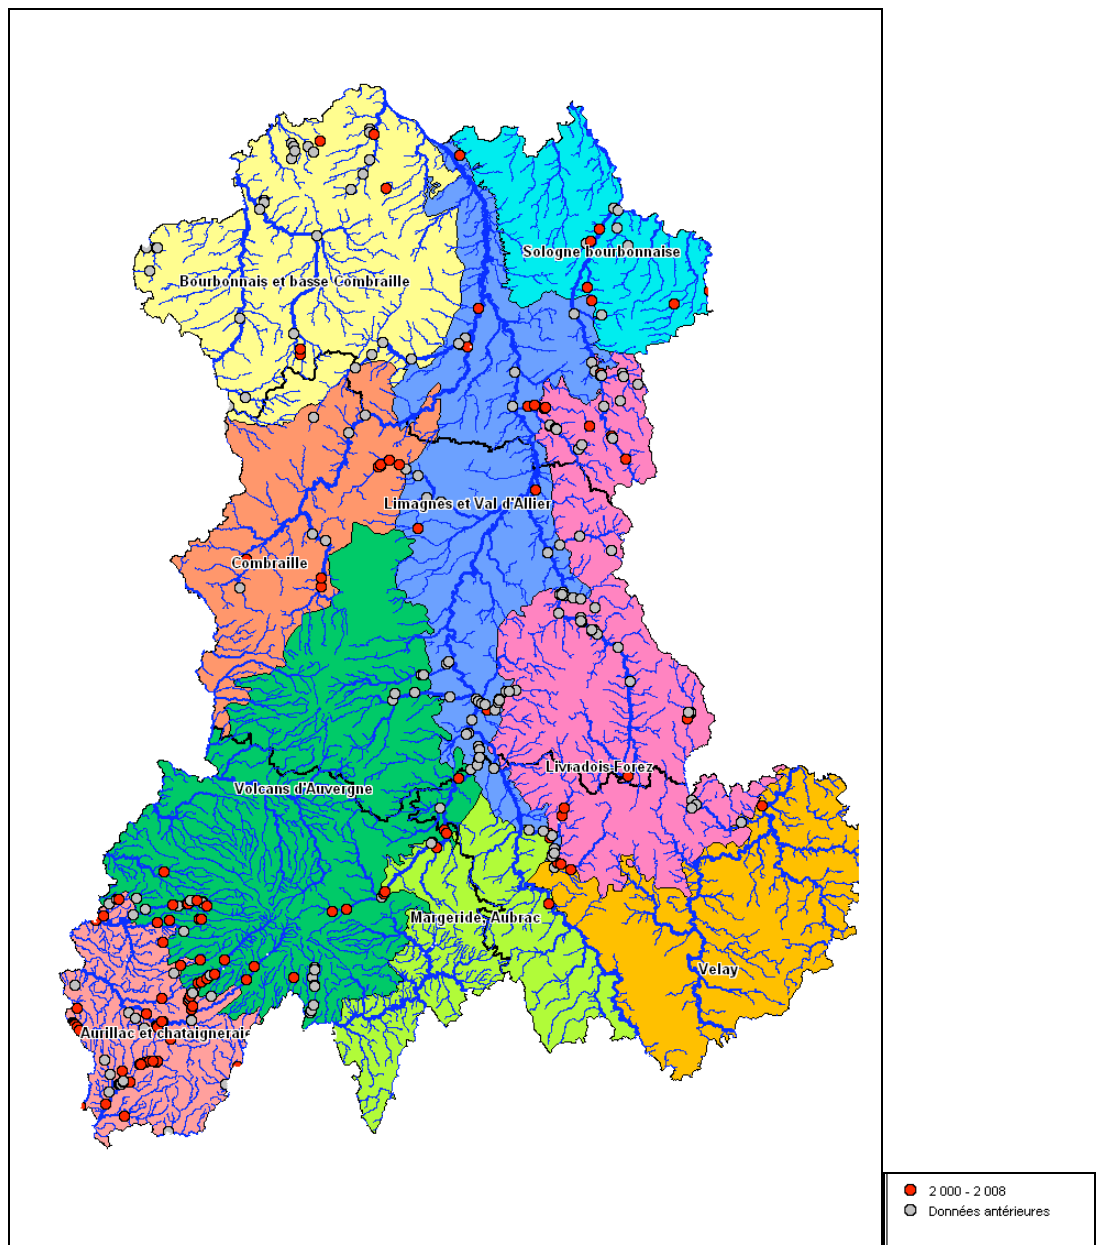 Sologne bourbonnaise
Bourbonnais et basse Combraille
Limagnes et Val d'Allier
Combraille
Livradois-Forez
Volcans d'Auvergne
Margeride, Aubrac
Velay
Aurillac et chataignerai
2 000 - 2 008
Données antérieures